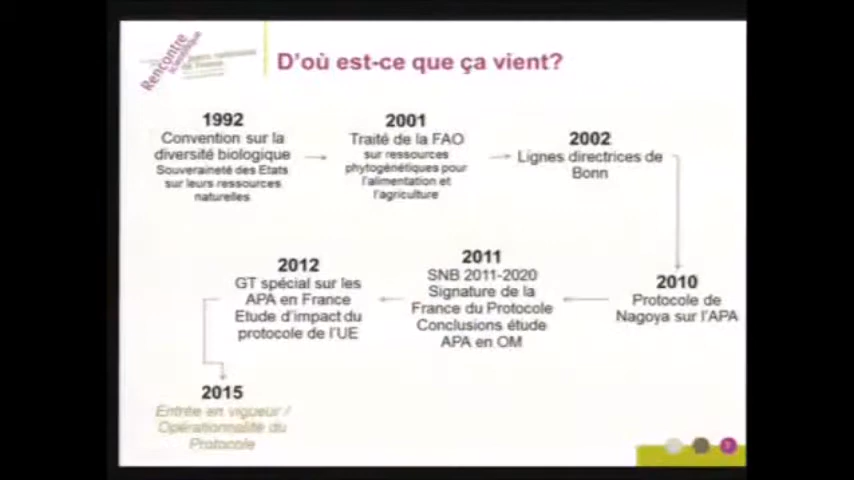 Rencontre
D'où est-ce que ça vient?
1992
Convention sur la
diversité biologique
Souveraineté des Etats
sur leurs ressources
naturelles
2001
Traité de la FAO
sur ressources
phytogénétiques pour
l'alimentation et
l'agriculture
2002
Lignes directrices de
Bonn
2010
Protocole de
Nagoya sur l'APA
2011
SNB 2011-2020
Signature de la
France du Protocole
Conclusions étude
APA en OM
2012
GT spécial sur les
APA en France
Etude d'impact du
protocole de l'UE
2015
Entrée en vigueur /
Opérationnalité du
Protocole